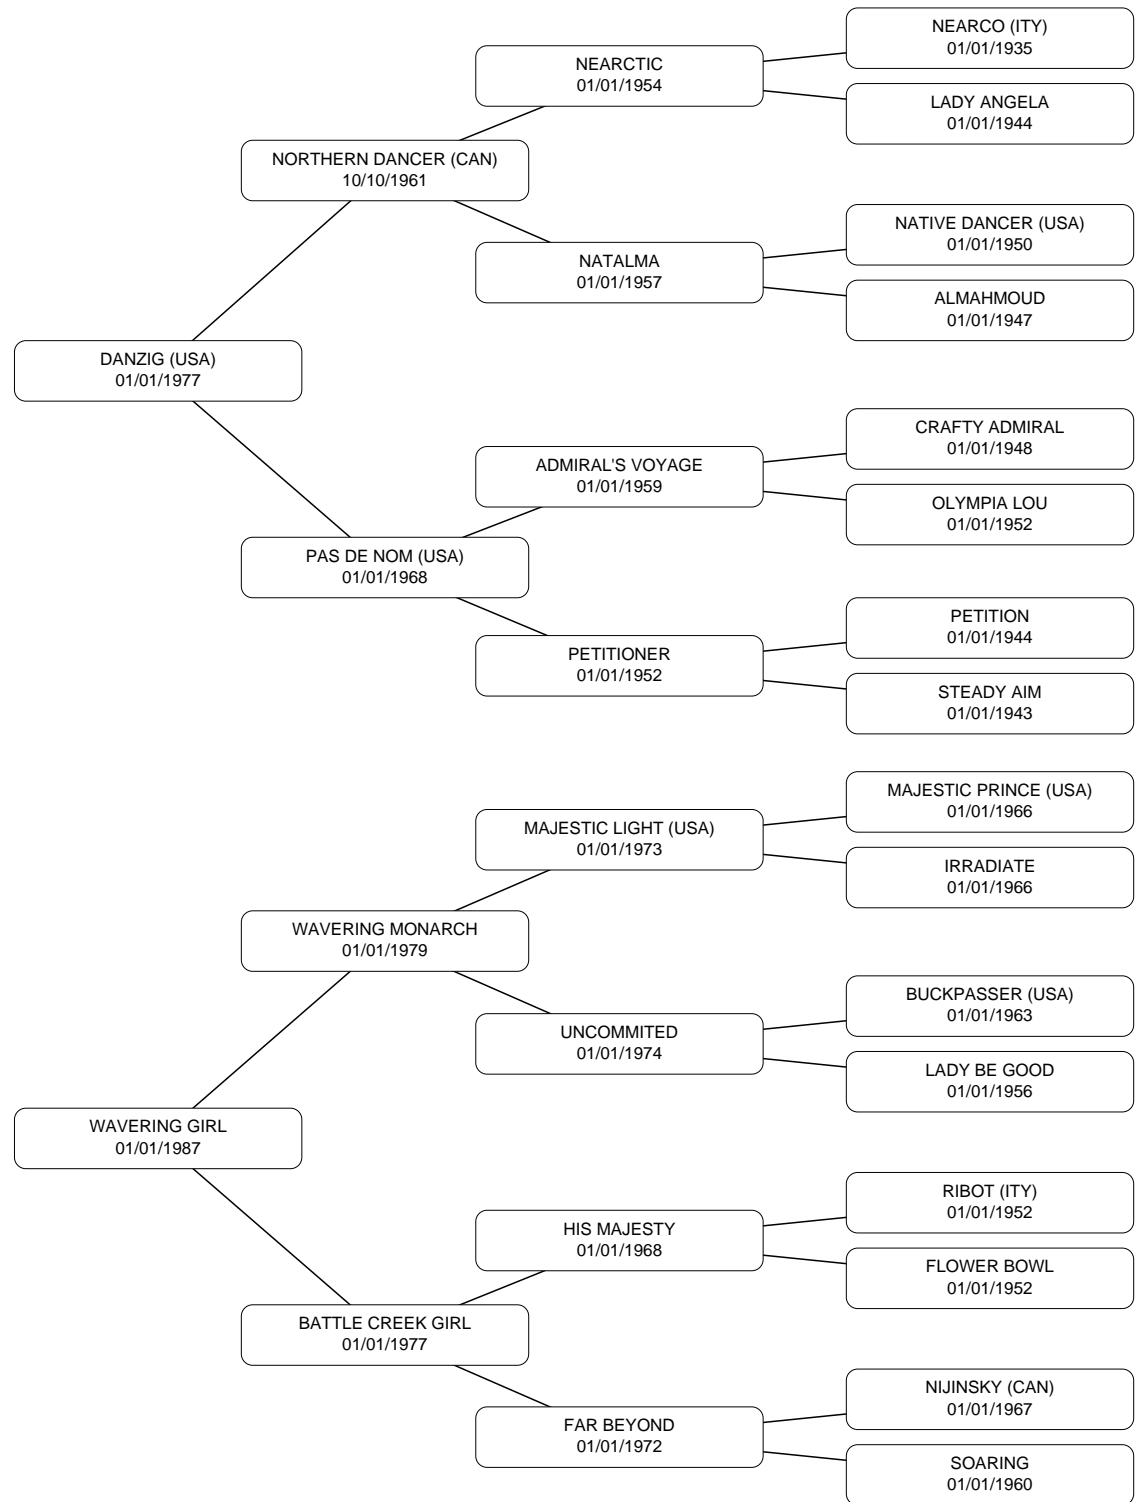 NEARCO (ITY)
01/01/1935
NEARCTIC
01/01/1954
LADY ANGELA
01/01/1944
NORTHERN DANCER (CAN)
10/10/1961
NATIVE DANCER (USA)
01/01/1950
NATALMA
01/01/1957
ALMAHMOUD
01/01/1947
DANZIG (USA)
01/01/1977
CRAFTY ADMIRAL
01/01/1948
ADMIRAL'S VOYAGE
01/01/1959
OLYMPIA LOU
01/01/1952
PAS DE NOM (USA)
01/01/1968
PETITION
01/01/1944
PETITIONER
01/01/1952
STEADY AIM
01/01/1943
MAJESTIC PRINCE (USA)
01/01/1966
MAJESTIC LIGHT (USA)
01/01/1973
IRRADIATE
01/01/1966
WAVERING MONARCH
01/01/1979
BUCKPASSER (USA)
01/01/1963
UNCOMMITED
01/01/1974
LADY BE GOOD
01/01/1956
WAVERING GIRL
01/01/1987
RIBOT (ITY)
01/01/1952
HIS MAJESTY
01/01/1968
FLOWER BOWL
01/01/1952
BATTLE CREEK GIRL
01/01/1977
NIJINSKY (CAN)
01/01/1967
FAR BEYOND
01/01/1972
SOARING
01/01/1960